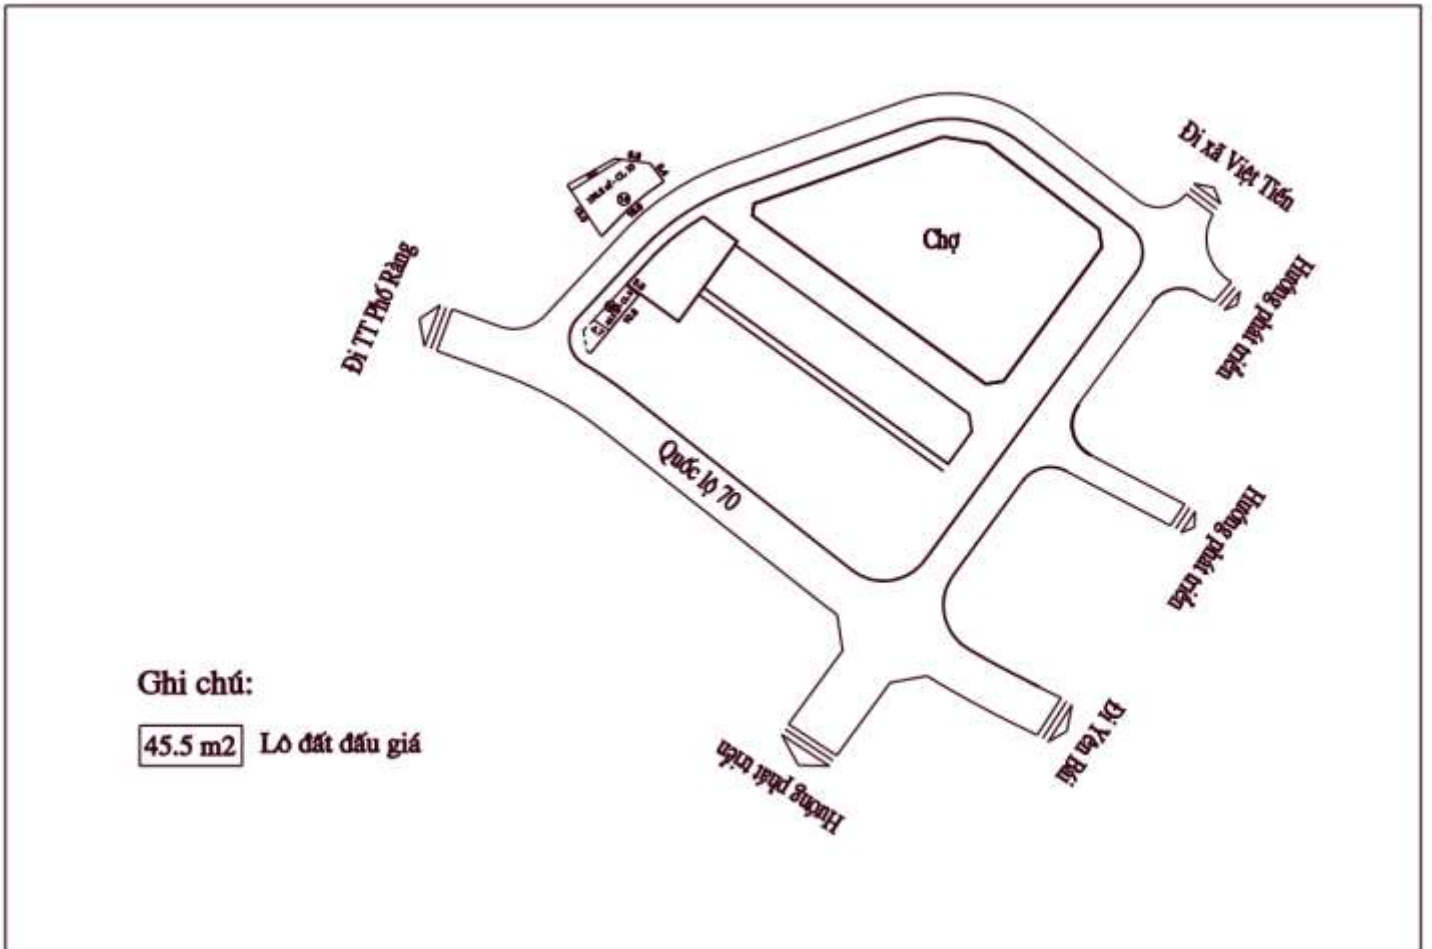 Đi xã Việt Tiến
Chợ
Đi TT Phố Ràng
Hướng phát triển
Quốc lộ 70
Hướng phát triển
Ghi chú:
45.5 m2 Lô đất đấu giá
Đi Yên Bái
Hướng phát triển